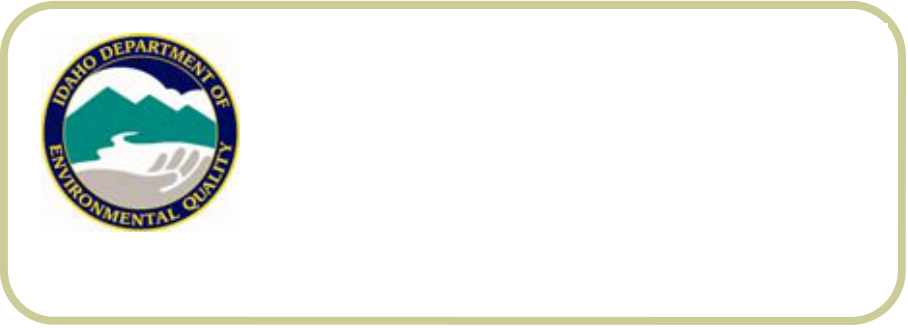 IDAHO DEPARTMENT OF
ENVIRONMENTAL QUALITY